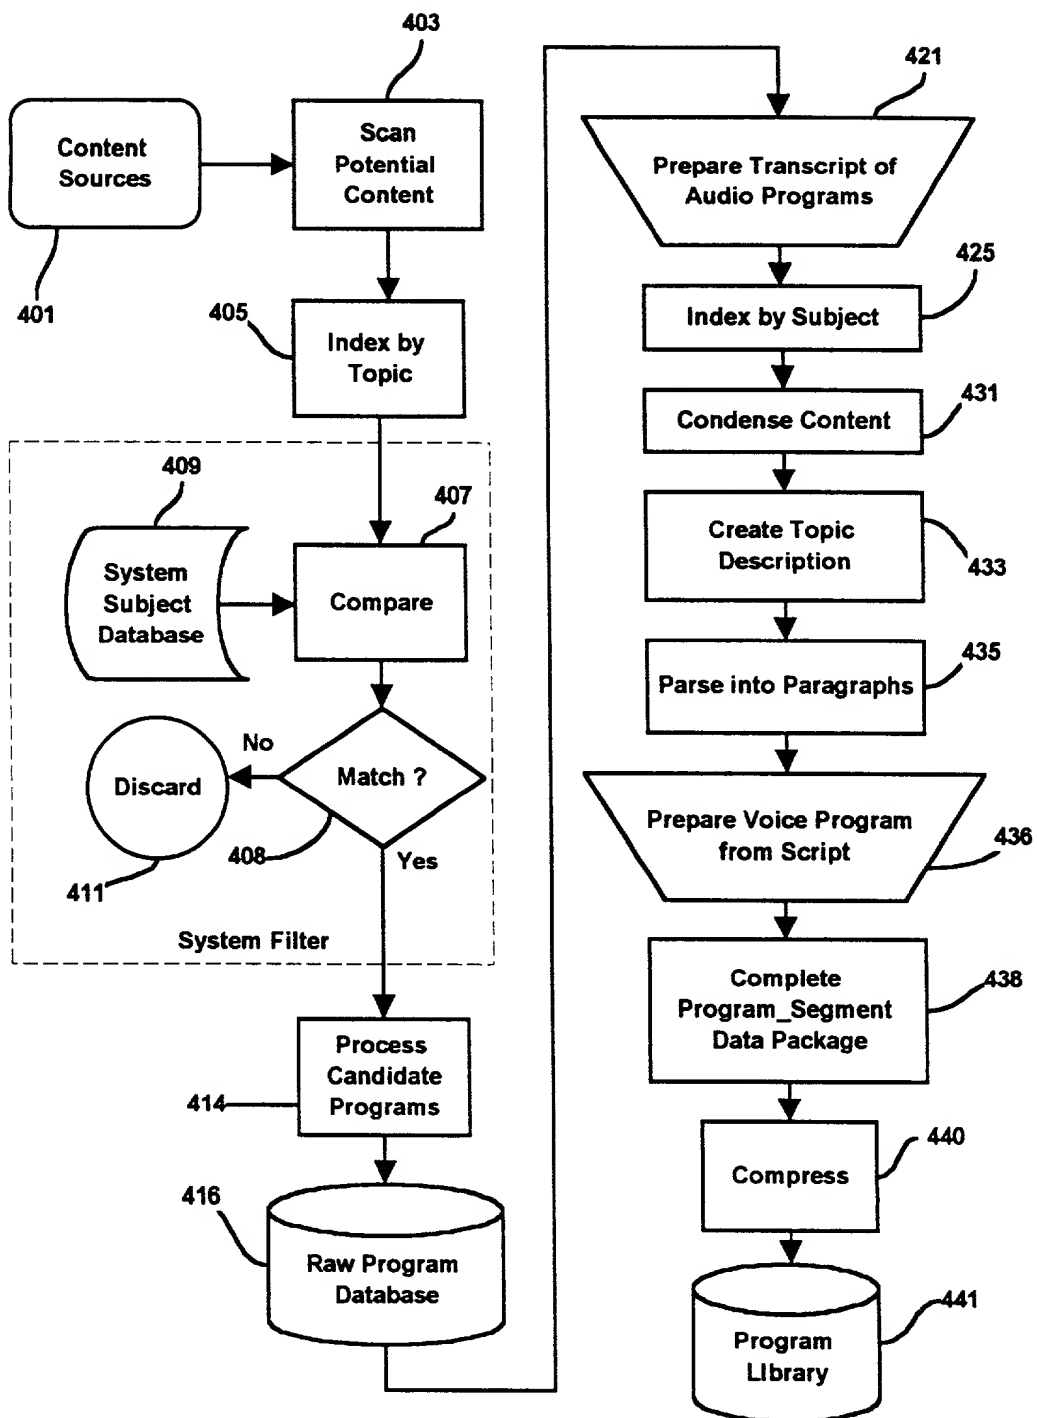 403
Content
Sources
401
Scan
Potential
Content
405
Index by
Topic
409
407
System
Subject
Database
Compare
No
Discard
Match ?
408
Yes
411
System Filter
Process
Candidate
Programs
414
416
Raw Program
Database
421
Prepare Transcript of
Audio Programs
425
Index by Subject
431
Condense Content
Create Topic
Description
433
435
Parse into Paragraphs
Prepare Voice Program
from Script
436
Complete
Program_Segment
Data Package
438
440
Compress
441
Program
Library